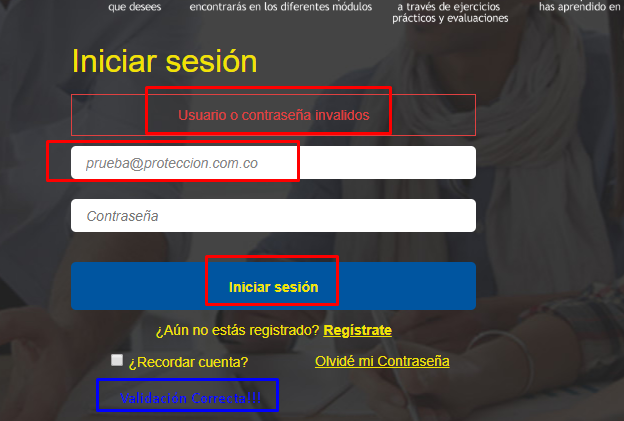 que desees
encontrarás en los diferentes módulos
a través de ejercicios
prácticos y evaluaciones
has aprendido en
Iniciar sesión
Usuario o contraseña invalidos
prueba@proteccion.com.co
Contraseña
Iniciar sesión
¿Aún no estás registrado? Regístrate
¿Recordar cuenta? Olvidé mi Contraseña
Validación Correcta!!!